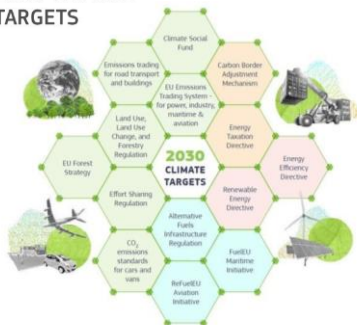 TARGETS
Climate Social
Fund
Emissions trading
for road transport
and buildings
Carbon Border
Adjustment
Mechanism
EU Emissions
Trading System -
for power, industry,
maritime &
aviation
Land Use,
Land Use
Change, and
Forestry
Regulation
Energy
Taxation
Directive
EU Forest
Strategy
2030
CLIMATE
TARGETS
Energy
Efficiency
Directive
Effort Sharing
Regulation
Renewable
Energy
Directive
Alternative
Fuels
Infrastructure
Regulation
CO2
emissions
standards
for cars and
vans
FuelEU
Maritime
Initiative
ReFuelEU
Aviation
Initiative